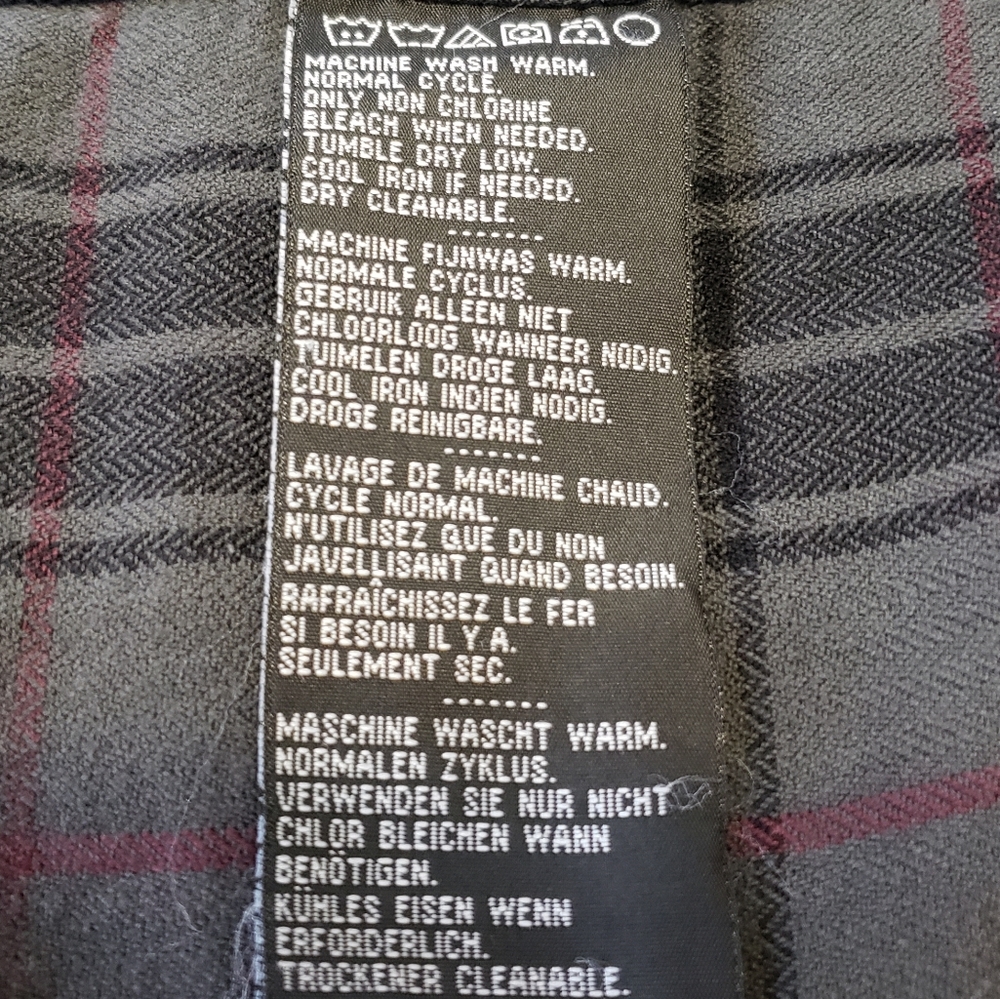 MACHINE WASH WARM.
NORMAL CYCLE.
ONLY NON CHLORINE
BLEACH WHEN NEEDED.
TUMBLE DRY LOW.
COOL IRON IF NEEDED.
DRY CLEANABLE.
-------
MACHINE FIJNWAS WARM.
NORMALE CYCLUS.
GEBRUIK ALLEEN NIET
CHLOORLOOG WANNEER NODIG.
TUIMELEN DROGE LAAG.
COOL IRON INDIEN NODIG.
DROGE REINIGBARE.
-------
LAVAGE DE MACHINE CHAUD.
CYCLE NORMAL.
N'UTILISEZ QUE DU NON
JAVELLISANT QUAND BESOIN.
RAFRAÎCHISSEZ LE FER
SI BESOIN IL Y A.
SEULEMENT SEC.
-------
MASCHINE WASCHT WARM.
NORMALEN ZYKLUS.
VERWENDEN SIE NUR NICHT
CHLOR BLEICHEN WANN
BENÖTIGEN.
KÜHLES EISEN WENN
ERFORDERLICH.
TROCKENER CLEANABLE.